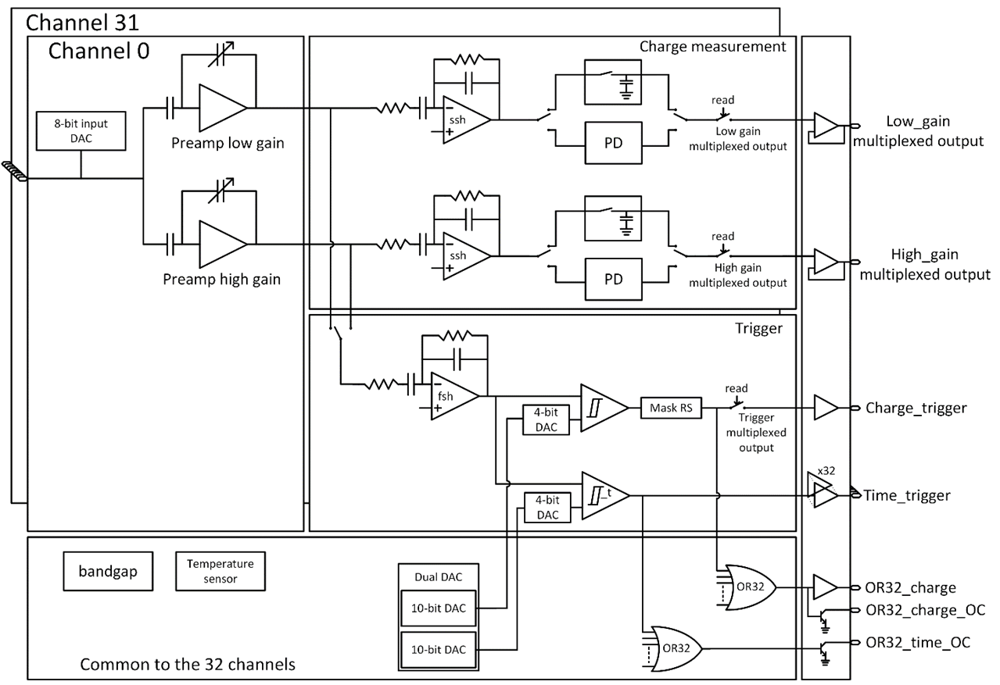 Channel 31
Channel 0
8-bit input
DAC
Preamp low gain
Preamp high gain
Charge measurement
-
ssh
+
PD
read
Low gain
multiplexed output
Low_gain
multiplexed output
-
ssh
+
PD
read
High gain
multiplexed output
High_gain
multiplexed output
Trigger
-
fsh
+
4-bit
DAC
Mask RS
read
Trigger
multiplexed
output
Charge_trigger
4-bit
DAC
_t
x32
Time_trigger
bandgap
Temperature
sensor
Dual DAC
10-bit DAC
10-bit DAC
OR32
OR32_charge
OR32_charge_OC
OR32
OR32_time_OC
Common to the 32 channels